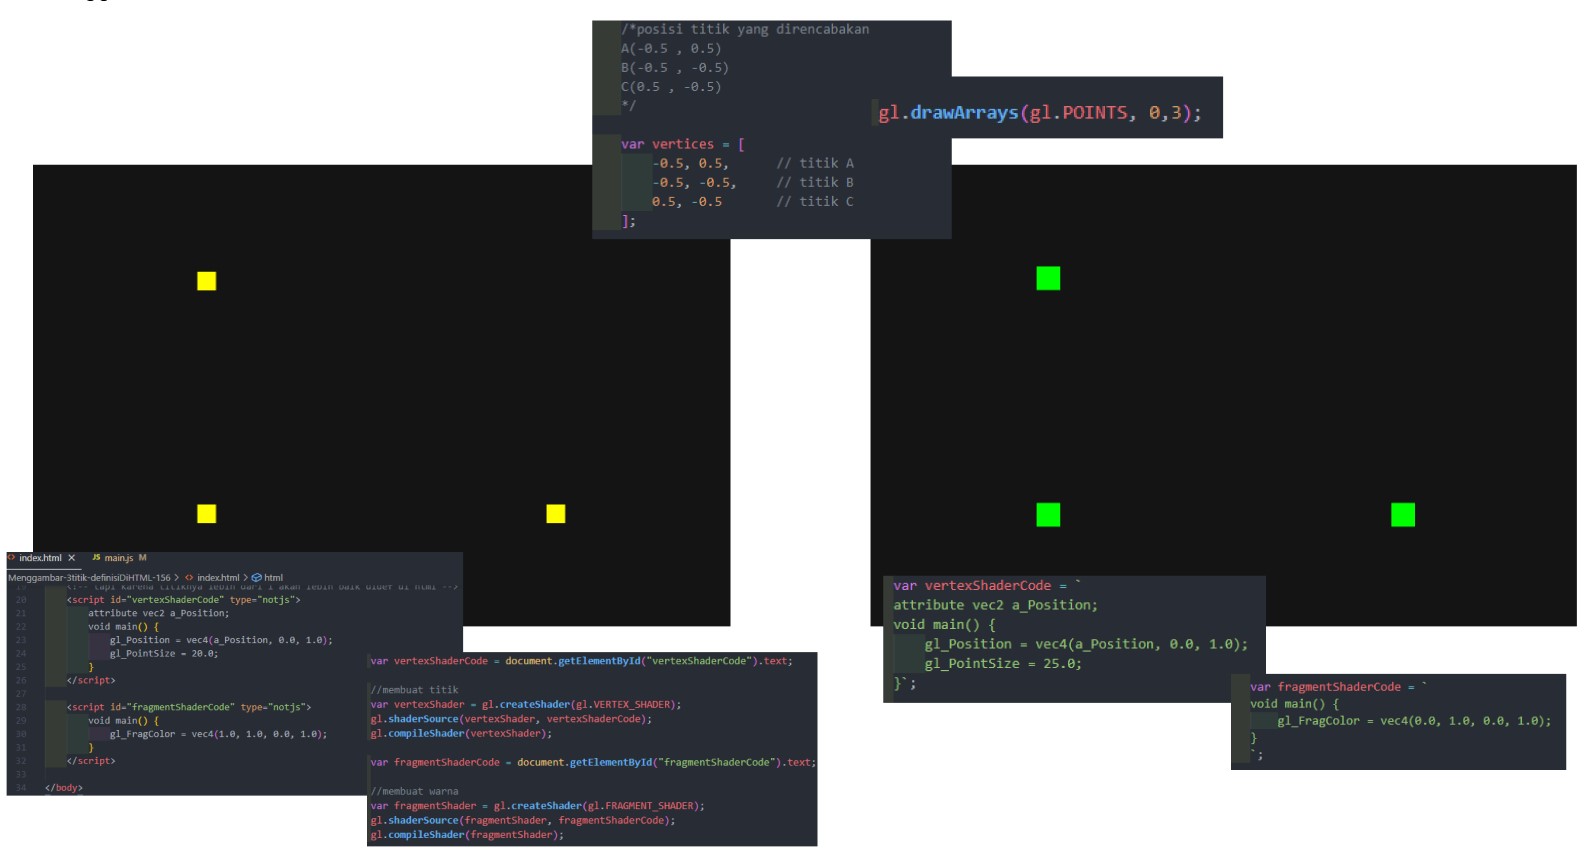 /*posisi titik yang direncabakan
A(-0.5 , 0.5)
B(-0.5 , -0.5)
C(0.5 , -0.5)
*/
var vertices = [
-0.5, 0.5, // titik A
-0.5, -0.5, // titik B
0.5, -0.5 // titik C
];
gl.drawArrays(gl.POINTS, 0,3);
index.html × JS main.js M
Menggambar-3titik-definisiDiHTML-156 > index.html > html
20 <script id="vertexShaderCode" type="notjs">
21 attribute vec2 a_Position;
22 void main() {
23 gl_Position = vec4(a_Position, 0.0, 1.0);
24 gl_PointSize = 20.0;
25 }
26 </script>
27
28 <script id="fragmentShaderCode" type="notjs">
29 void main() {
30 gl_FragColor = vec4(1.0, 1.0, 0.0, 1.0);
31 }
32 </script>
33
34 </body>
var vertexShaderCode = document.getElementById("vertexShaderCode").text;
//membuat titik
var vertexShader = gl.createShader(gl.VERTEX_SHADER);
gl.shaderSource(vertexShader, vertexShaderCode);
gl.compileShader(vertexShader);
var fragmentShaderCode = document.getElementById("fragmentShaderCode").text;
//membuat warna
var fragmentShader = gl.createShader(gl.FRAGMENT_SHADER);
gl.shaderSource(fragmentShader, fragmentShaderCode);
gl.compileShader(fragmentShader);
var vertexShaderCode = `
attribute vec2 a_Position;
void main() {
gl_Position = vec4(a_Position, 0.0, 1.0);
gl_PointSize = 25.0;
}`;
var fragmentShaderCode = `
void main() {
gl_FragColor = vec4(0.0, 1.0, 0.0, 1.0);
}
`;